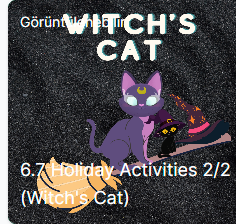 Görüntülenebilir
WITCH'S
CAT
6.7 Holiday Activities 2/2
(Witch's Cat)